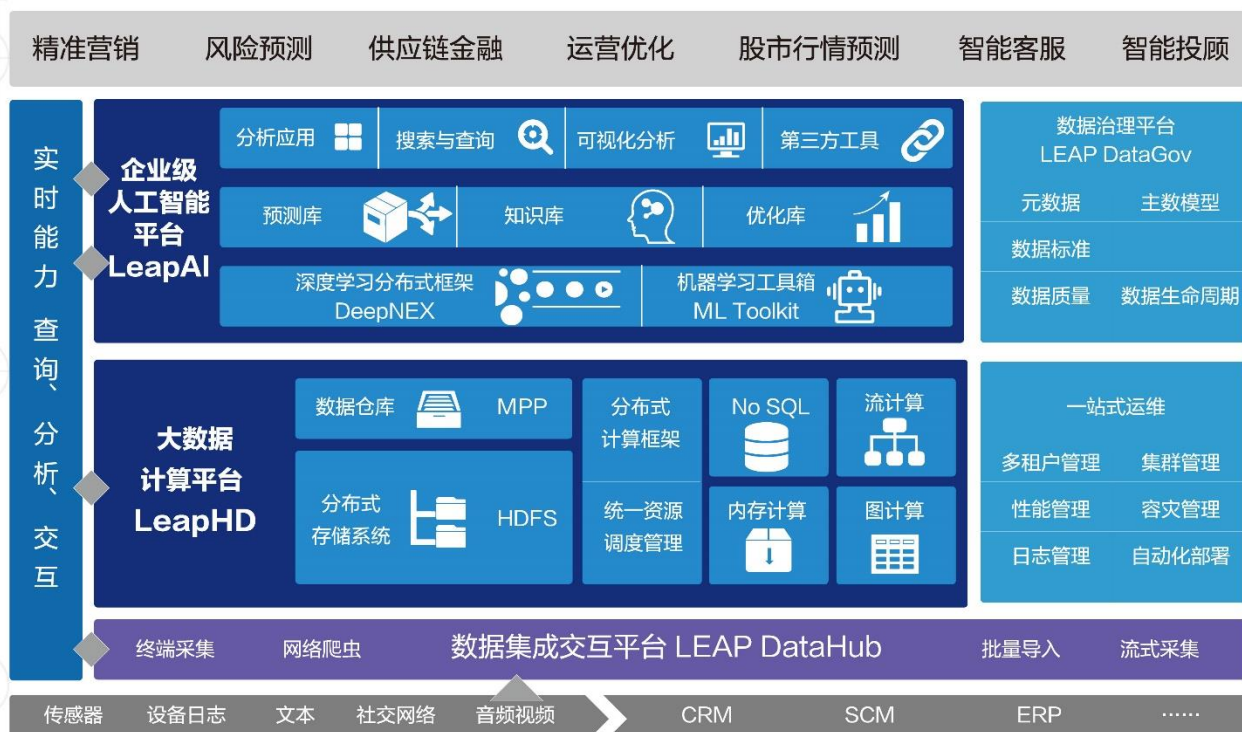 精准营销 风险预测 供应链金融 运营优化 股市行情预测 智能客服 智能投顾
实时能力 查询、分析、交互
企业级
人工智能
平台
LeapAI
分析应用 搜索与查询 可视化分析 第三方工具
预测库 知识库 优化库
深度学习分布式框架
DeepNEX
机器学习工具箱
ML Toolkit
数据治理平台
LEAP DataGov
元数据 主数模型
数据标准
数据质量 数据生命周期
大数据
计算平台
LeapHD
数据仓库 MPP
分布式
存储系统
HDFS
分布式
计算框架
统一资源
调度管理
No SQL
流计算
内存计算
图计算
一站式运维
多租户管理 集群管理
性能管理 容灾管理
日志管理 自动化部署
终端采集 网络爬虫 数据集成交互平台 LEAP DataHub 批量导入 流式采集
传感器 设备日志 文本 社交网络 音频视频 CRM SCM ERP ……